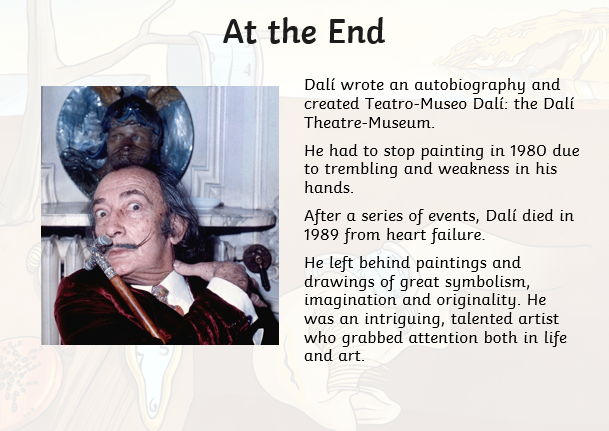 At the End
Dalí wrote an autobiography and
created Teatro-Museo Dalí: the Dalí
Theatre-Museum.
He had to stop painting in 1980 due
to trembling and weakness in his
hands.
After a series of events, Dalí died in
1989 from heart failure.
He left behind paintings and
drawings of great symbolism,
imagination and originality. He
was an intriguing, talented artist
who grabbed attention both in life
and art.